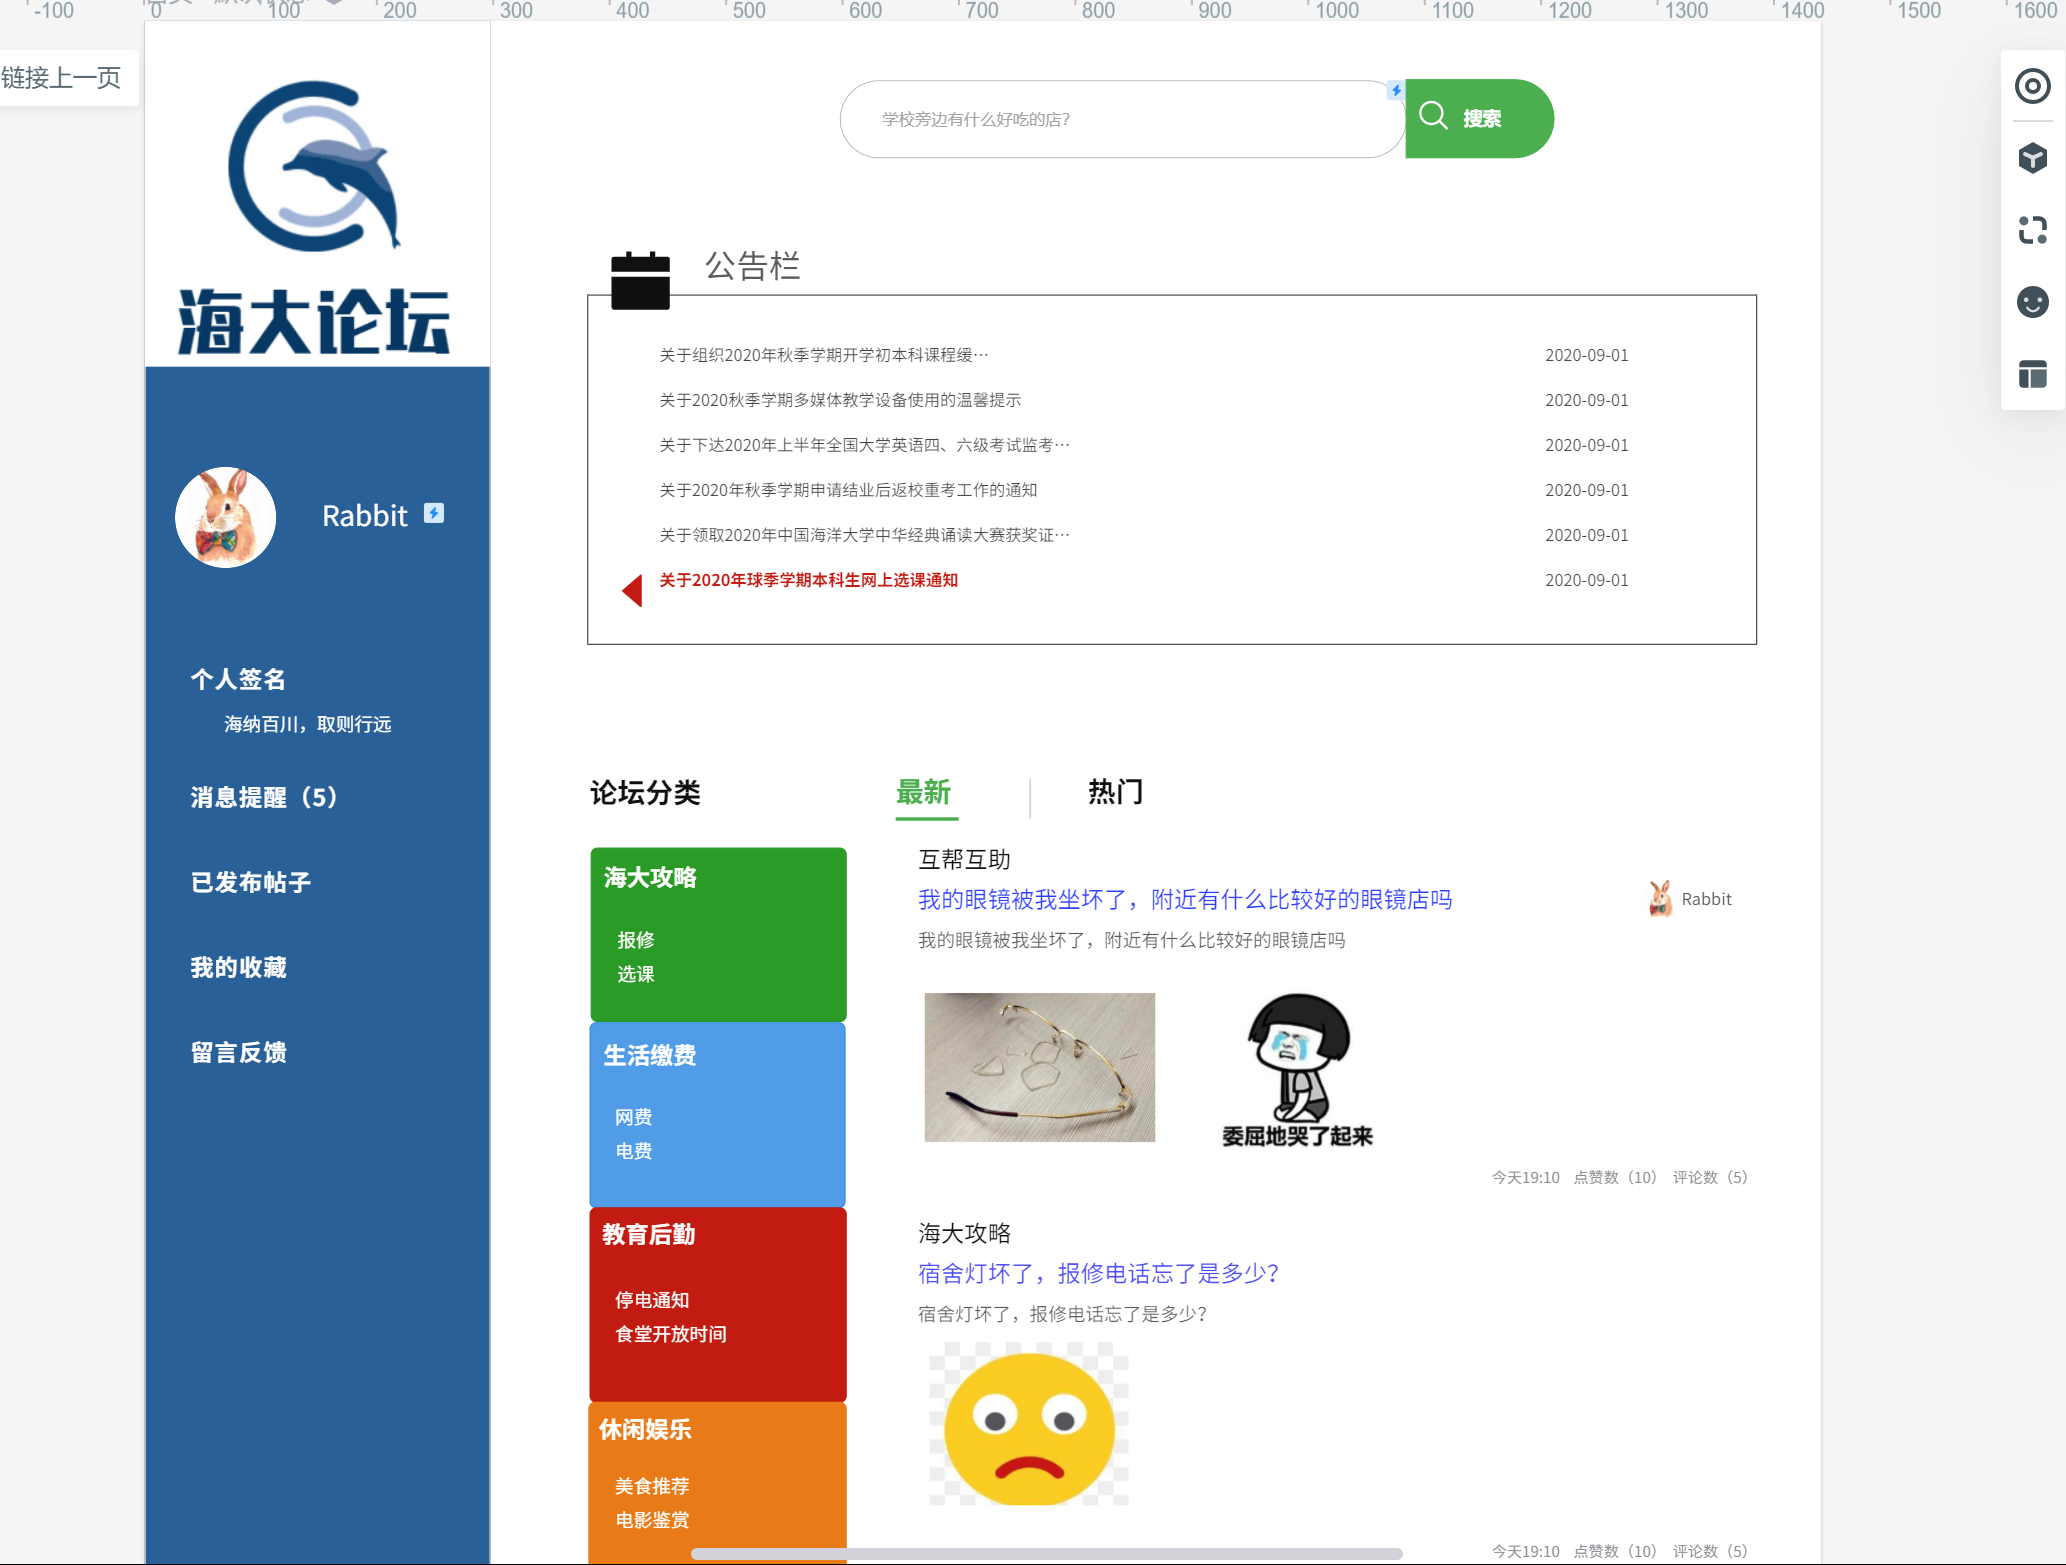 -100 0 100 200 300 400 500 600 700 800 900 1000 1100 1200 1300 1400 1500 1600
链接上一页
海大论坛
学校旁边有什么好吃的店？
搜索
公告栏
关于组织2020年秋季学期开学初本科课程缓… 2020-09-01
关于2020秋季学期多媒体教学设备使用的温馨提示 2020-09-01
关于下达2020年上半年全国大学英语四、六级考试监考… 2020-09-01
关于2020年秋季学期申请结业后返校重考工作的通知 2020-09-01
关于领取2020年中国海洋大学中华经典诵读大赛获奖证… 2020-09-01
关于2020年球季学期本科生网上选课通知 2020-09-01
Rabbit
个人签名
海纳百川，取则行远
消息提醒（5）
已发布帖子
我的收藏
留言反馈
论坛分类
海大攻略
报修
选课
生活缴费
网费
电费
教育后勤
停电通知
食堂开放时间
休闲娱乐
美食推荐
电影鉴赏
最新 热门
互帮互助
我的眼镜被我坐坏了，附近有什么比较好的眼镜店吗
Rabbit
我的眼镜被我坐坏了，附近有什么比较好的眼镜店吗
委屈地哭了起来
今天19:10 点赞数（10） 评论数（5）
海大攻略
宿舍灯坏了，报修电话忘了是多少？
宿舍灯坏了，报修电话忘了是多少？
今天19:10 点赞数（10） 评论数（5）